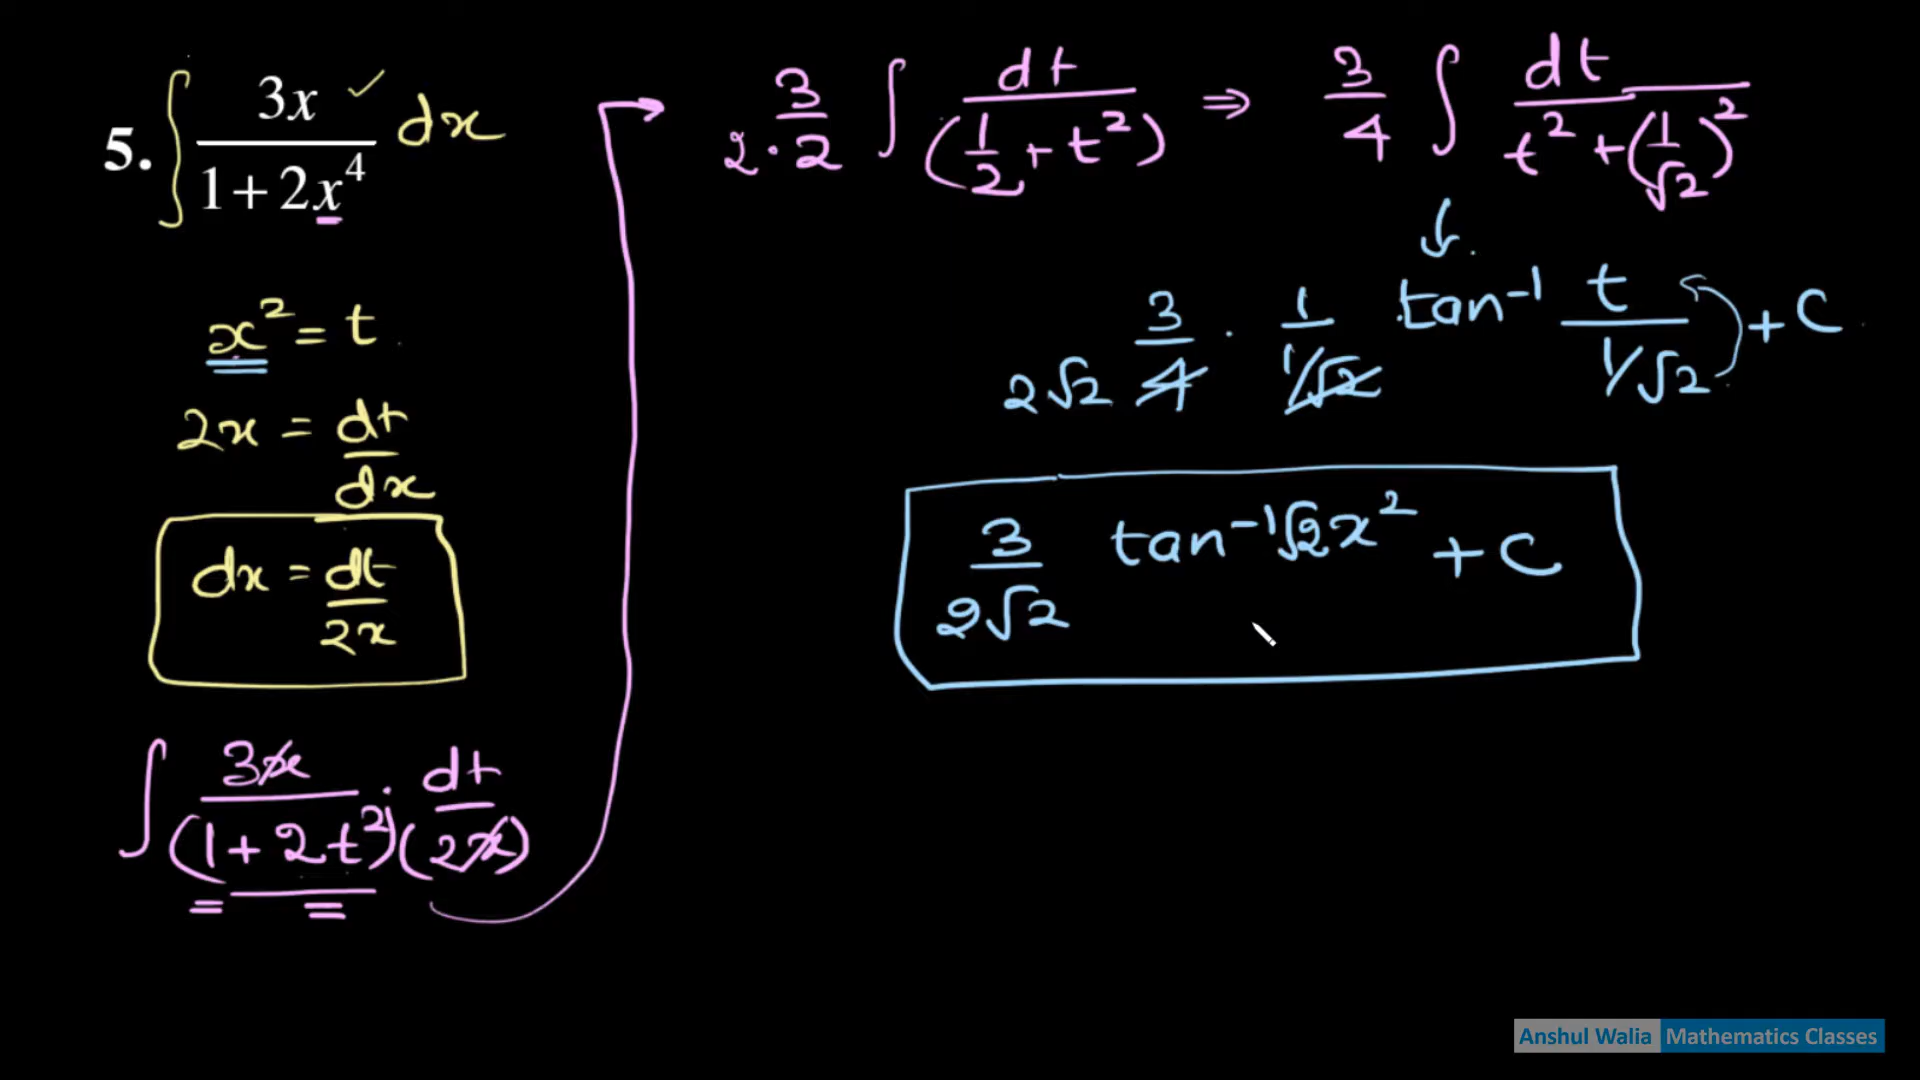 5. ∫ 3x / (1+2x⁴) dx
x² = t
2x = dt/dx
dx = dt/2x
∫ 3x / (1+2t²) · dt / (2x)
3 / 2·2 ∫ dt / (1/2 + t²) ⇒ 3/4 ∫ dt / t² + (1/√2)²
2√2 3/4 · 1 / 1/√2 tan⁻¹ t / 1/√2 + C
3 / 2√2 tan⁻¹ √2x² + C
Anshul Walia Mathematics Classes